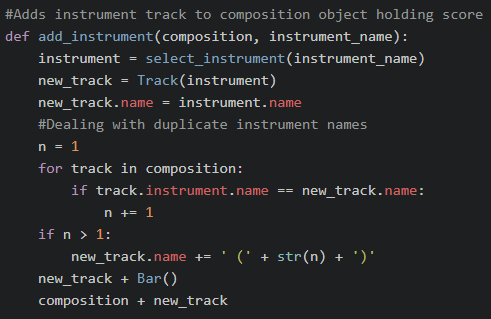 #Adds instrument track to composition object holding score
def add_instrument(composition, instrument_name):
    instrument = select_instrument(instrument_name)
    new_track = Track(instrument)
    new_track.name = instrument.name
    #Dealing with duplicate instrument names
    n = 1
    for track in composition:
        if track.instrument.name == new_track.name:
            n += 1
    if n > 1:
        new_track.name += ' (' + str(n) + ')'
    new_track + Bar()
    composition + new_track